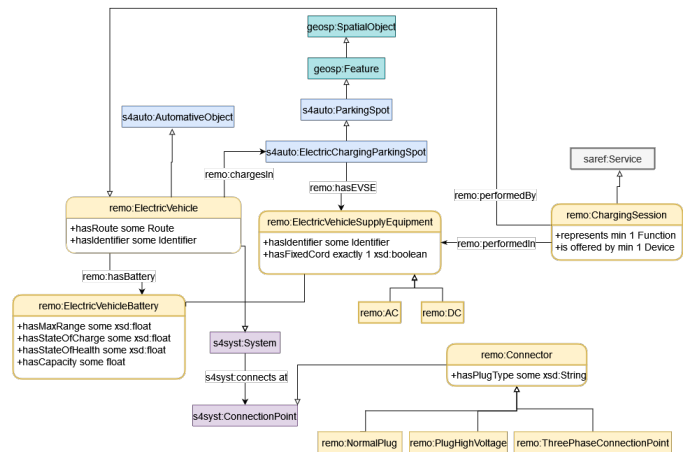 geosp:SpatialObject
geosp:Feature
s4auto:ParkingSpot
s4auto:AutomativeObject
s4auto:ElectricChargingParkingSpot
saref:Service
remo:chargesIn
remo:hasEVSE
remo:performedBy
remo:ElectricVehicle
+hasRoute some Route
+hasIdentifier some Identifier
remo:ElectricVehicleSupplyEquipment
+hasIdentifier some Identifier
+hasFixedCord exactly 1 xsd:boolean
remo:performedIn
remo:ChargingSession
+represents min 1 Function
+is offered by min 1 Device
remo:hasBattery
remo:ElectricVehicleBattery
+hasMaxRange some xsd:float
+hasStateOfCharge some xsd:float
+hasStateOfHealth some xsd:float
+hasCapacity some float
remo:AC
remo:DC
s4syst:System
s4syst:connects at
s4syst:ConnectionPoint
remo:Connector
+hasPlugType some xsd:String
remo:NormalPlug
remo:PlugHighVoltage
remo:ThreePhaseConnectionPoint